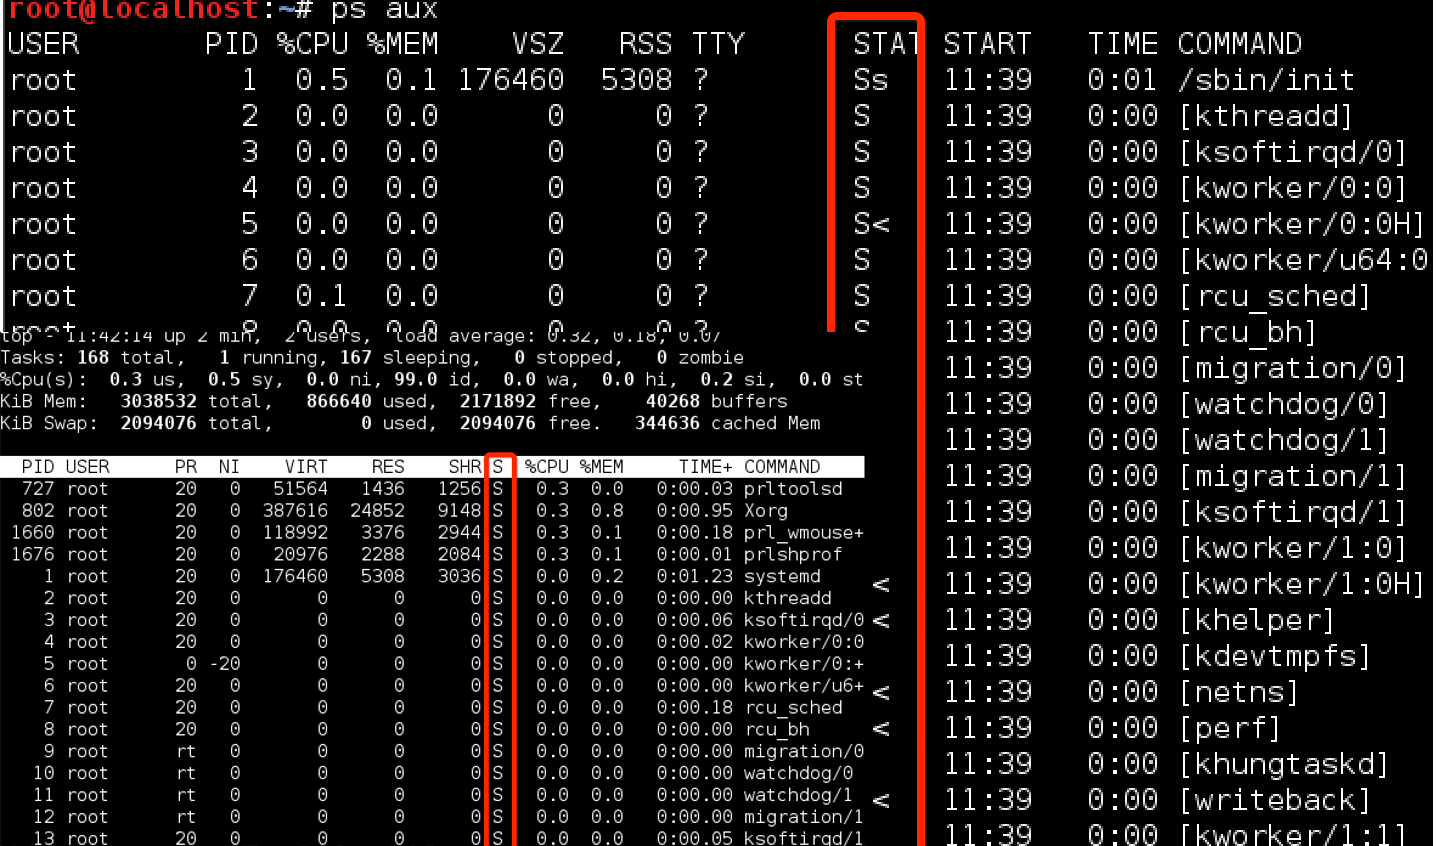 root@localhost:~# ps aux
USER PID %CPU %MEM VSZ RSS TTY STAT START TIME COMMAND
root 1 0.5 0.1 176460 5308 ? Ss 11:39 0:01 /sbin/init
root 2 0.0 0.0 0 0 ? S 11:39 0:00 [kthreadd]
root 3 0.0 0.0 0 0 ? S 11:39 0:00 [ksoftirqd/0]
root 4 0.0 0.0 0 0 ? S 11:39 0:00 [kworker/0:0]
root 5 0.0 0.0 0 0 ? S< 11:39 0:00 [kworker/0:0H]
root 6 0.0 0.0 0 0 ? S 11:39 0:00 [kworker/u64:0
root 7 0.1 0.0 0 0 ? S 11:39 0:00 [rcu_sched]
root 8 0.0 0.0 0 0 ? S 11:39 0:00 [rcu_bh]
11:39 0:00 [migration/0]
11:39 0:00 [watchdog/0]
11:39 0:00 [watchdog/1]
11:39 0:00 [migration/1]
11:39 0:00 [ksoftirqd/1]
11:39 0:00 [kworker/1:0]
< 11:39 0:00 [kworker/1:0H]
< 11:39 0:00 [khelper]
11:39 0:00 [kdevtmpfs]
< 11:39 0:00 [netns]
< 11:39 0:00 [perf]
11:39 0:00 [khungtaskd]
< 11:39 0:00 [writeback]
11:39 0:00 [kworker/1:1]
top - 11:42:14 up 2 min, 2 users, load average: 0.32, 0.18, 0.07
Tasks: 168 total, 1 running, 167 sleeping, 0 stopped, 0 zombie
%Cpu(s): 0.3 us, 0.5 sy, 0.0 ni, 99.0 id, 0.0 wa, 0.0 hi, 0.2 si, 0.0 st
KiB Mem: 3038532 total, 866640 used, 2171892 free, 40268 buffers
KiB Swap: 2094076 total, 0 used, 2094076 free. 344636 cached Mem
PID USER PR NI VIRT RES SHR S %CPU %MEM TIME+ COMMAND
727 root 20 0 51564 1436 1256 S 0.3 0.0 0:00.03 prltoolsd
802 root 20 0 387616 24852 9148 S 0.3 0.8 0:00.95 Xorg
1660 root 20 0 118992 3376 2944 S 0.3 0.1 0:00.18 prl_wmouse+
1676 root 20 0 20976 2288 2084 S 0.3 0.1 0:00.01 prlshprof
1 root 20 0 176460 5308 3036 S 0.0 0.2 0:01.23 systemd
2 root 20 0 0 0 0 S 0.0 0.0 0:00.00 kthreadd
3 root 20 0 0 0 0 S 0.0 0.0 0:00.06 ksoftirqd/0
4 root 20 0 0 0 0 S 0.0 0.0 0:00.02 kworker/0:0
5 root 0 -20 0 0 0 S 0.0 0.0 0:00.00 kworker/0:+
6 root 20 0 0 0 0 S 0.0 0.0 0:00.00 kworker/u6+
7 root 20 0 0 0 0 S 0.0 0.0 0:00.18 rcu_sched
8 root 20 0 0 0 0 S 0.0 0.0 0:00.00 rcu_bh
9 root rt 0 0 0 0 S 0.0 0.0 0:00.00 migration/0
10 root rt 0 0 0 0 S 0.0 0.0 0:00.00 watchdog/0
11 root rt 0 0 0 0 S 0.0 0.0 0:00.00 watchdog/1
12 root rt 0 0 0 0 S 0.0 0.0 0:00.00 migration/1
13 root 20 0 0 0 0 S 0.0 0.0 0:00.05 ksoftirqd/1